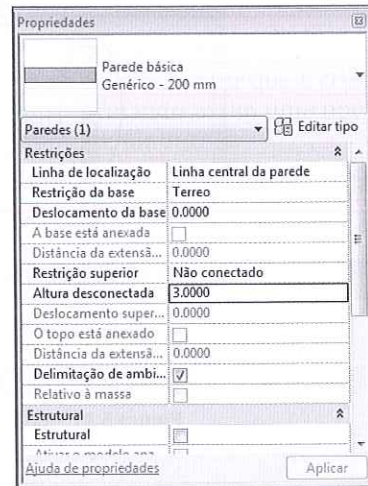 Propriedades
Parede básica
Genérico - 200 mm
Paredes (1)
Editar tipo
Restrições
Linha de localização Linha central da parede
Restrição da base Terreo
Deslocamento da base 0.0000
A base está anexada
Distância da extensã... 0.0000
Restrição superior Não conectado
Altura desconectada 3.0000
Deslocamento super... 0.0000
O topo está anexado
Distância da extensã... 0.0000
Delimitação de ambi...
Relativo à massa
Estrutural
Estrutural
Ajuda de propriedades
Aplicar